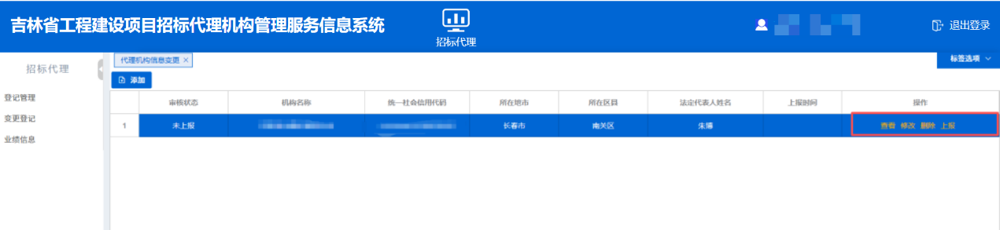 吉林省工程建设项目招标代理机构管理服务信息系统
招标代理
退出登录
招标代理
代理机构信息变更 ×
标签选项
添加
登记管理
变更登记
业绩信息
审核状态 机构名称 统一社会信用代码 所在地市 所在区县 法定代表人姓名 上报时间 操作
1 未上报 长春市 南关区 查看 修改 删除 上报